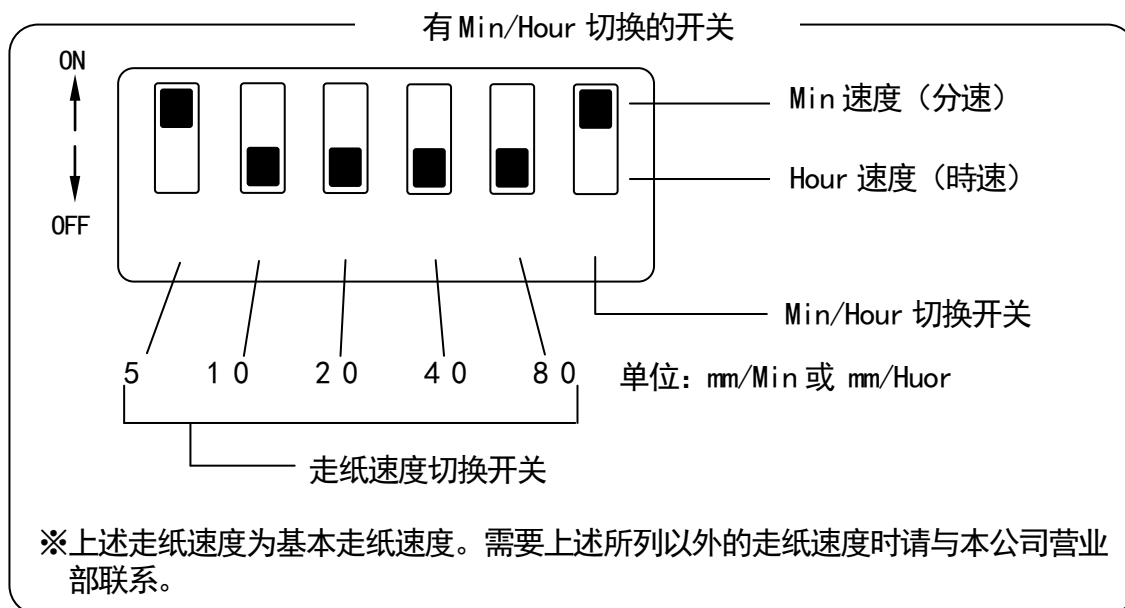 有Min/Hour 切换的开关
ON
Min 速度（分速）
Hour 速度（時速）
OFF
Min/Hour 切换开关
5 10 20 40 80 单位：mm/Min 或 mm/Huor
走纸速度切换开关
※上述走纸速度为基本走纸速度。需要上述所列以外的走纸速度时请与本公司营业
部联系。